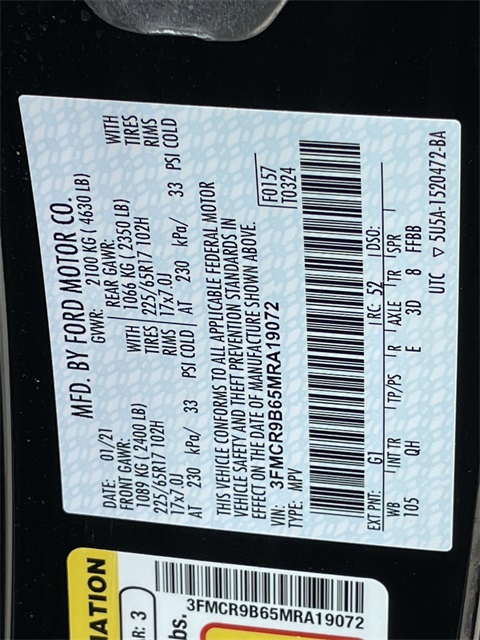 MFD. BY FORD MOTOR CO.
DATE: 01/21 GVWR: 2100 KG ( 4630 LB)
FRONT GAWR: REAR GAWR: WITH
1089 KG ( 2400 LB) WITH 1066 KG ( 2350 LB) TIRES
225/65R17 102H TIRES 225/65R17 102H RIMS
17x7.0J RIMS 17x7.0J
AT 230 kPa/ 33 PSI COLD AT 230 kPa/ 33 PSI COLD
THIS VEHICLE CONFORMS TO ALL APPLICABLE FEDERAL MOTOR
VEHICLE SAFETY AND THEFT PREVENTION STANDARDS IN
EFFECT ON THE DATE OF MANUFACTURE SHOWN ABOVE.
VIN: 3FMCR9B65MRA19072
TYPE: MPV
F0157
T0324
EXT PNT: G1 RC: 52 DSO:
WB INT TR TP/PS R AXLE TR SPR
105 QH E 3D 8 FFBB
UTC ▽ 5U5A-1520472-BA
MATION
R: 3
bs.
3FMCR9B65MRA19072